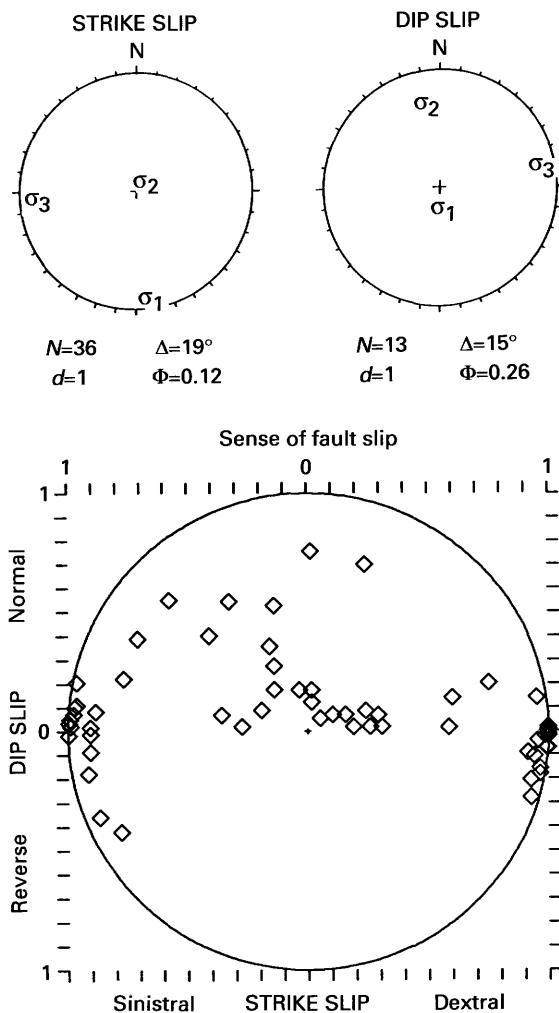 STRIKE SLIP
N
σ2
σ3
σ1
N=36 Δ=19°
d=1 Φ=0.12
DIP SLIP
N
σ2
σ3
σ1
N=13 Δ=15°
d=1 Φ=0.26
Sense of fault slip
1 0 1
1
Normal
DIP SLIP
0
Reverse
1
Sinistral STRIKE SLIP Dextral